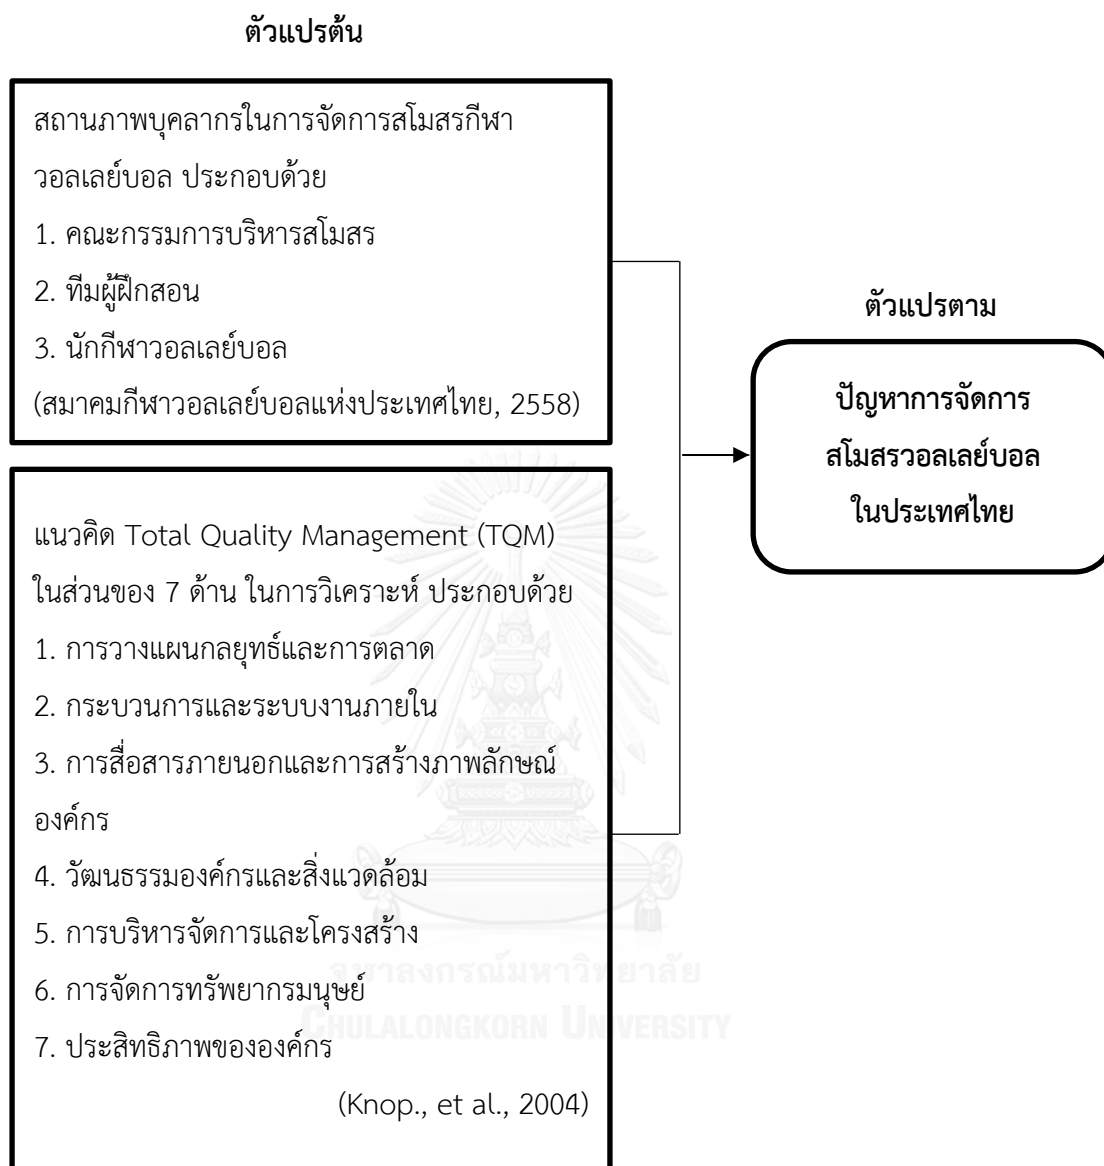 ตัวแปรต้น
สถานภาพบุคลากรในการจัดการสโมสรกีฬา
วอลเลย์บอล ประกอบด้วย
1. คณะกรรมการบริหารสโมสร
2. ทีมผู้ฝึกสอน
3. นักกีฬาวอลเลย์บอล
(สมาคมกีฬาวอลเลย์บอลแห่งประเทศไทย, 2558)
แนวคิด Total Quality Management (TQM)
ในส่วนของ 7 ด้าน ในการวิเคราะห์ ประกอบด้วย
1. การวางแผนกลยุทธ์และการตลาด
2. กระบวนการและระบบงานภายใน
3. การสื่อสารภายนอกและการสร้างภาพลักษณ์
องค์กร
4. วัฒนธรรมองค์กรและสิ่งแวดล้อม
5. การบริหารจัดการและโครงสร้าง
6. การจัดการทรัพยากรมนุษย์
7. ประสิทธิภาพขององค์กร
(Knop., et al., 2004)
ตัวแปรตาม
ปัญหาการจัดการ
สโมสรวอลเลย์บอล
ในประเทศไทย
จุฬาลงกรณ์มหาวิทยาลัย
CHULALONGKORN UNIVERSITY